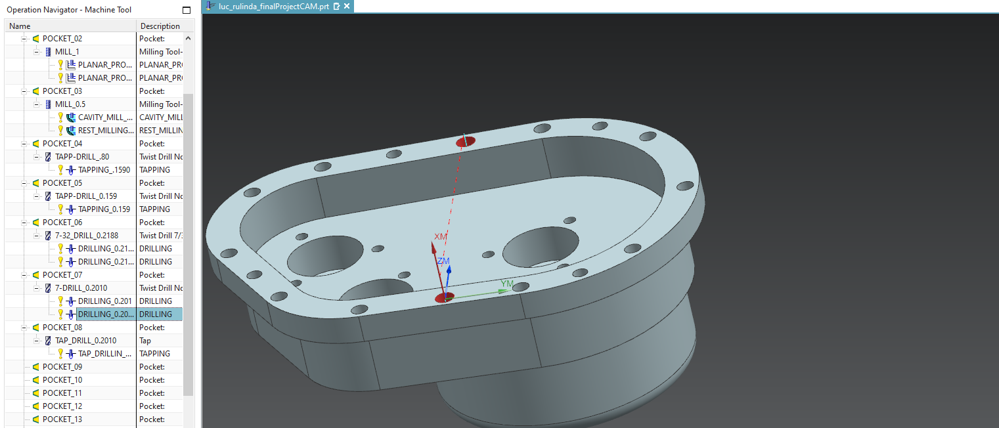 Operation Navigator - Machine Tool
luc_rulinda_finalProjectCAM.prt
Name Description
POCKET_02 Pocket:
MILL_1 Milling Tool-
PLANAR_PRO... PLANAR_PRO
PLANAR_PRO... PLANAR_PRO
POCKET_03 Pocket:
MILL_0.5 Milling Tool-
CAVITY_MILL_... CAVITY_MILL
REST_MILLING... REST_MILLIN
POCKET_04 Pocket:
TAPP-DRILL_.80 Twist Drill No
TAPPING_.1590 TAPPING
POCKET_05 Pocket:
TAPP-DRILL_0.159 Twist Drill No
TAPPING_0.159 TAPPING
POCKET_06 Pocket:
7-32_DRILL_0.2188 Twist Drill 7/3
DRILLING_0.21... DRILLING
DRILLING_0.21... DRILLING
POCKET_07 Pocket:
7-DRILL_0.2010 Twist Drill No
DRILLING_0.201 DRILLING
DRILLING_0.20... DRILLING
POCKET_08 Pocket:
TAP_DRILL_0.2010 Tap
TAP_DRILLIN_... TAPPING
POCKET_09 Pocket:
POCKET_10 Pocket:
POCKET_11 Pocket:
POCKET_12 Pocket:
POCKET_13 Pocket:
XM
ZM
YM